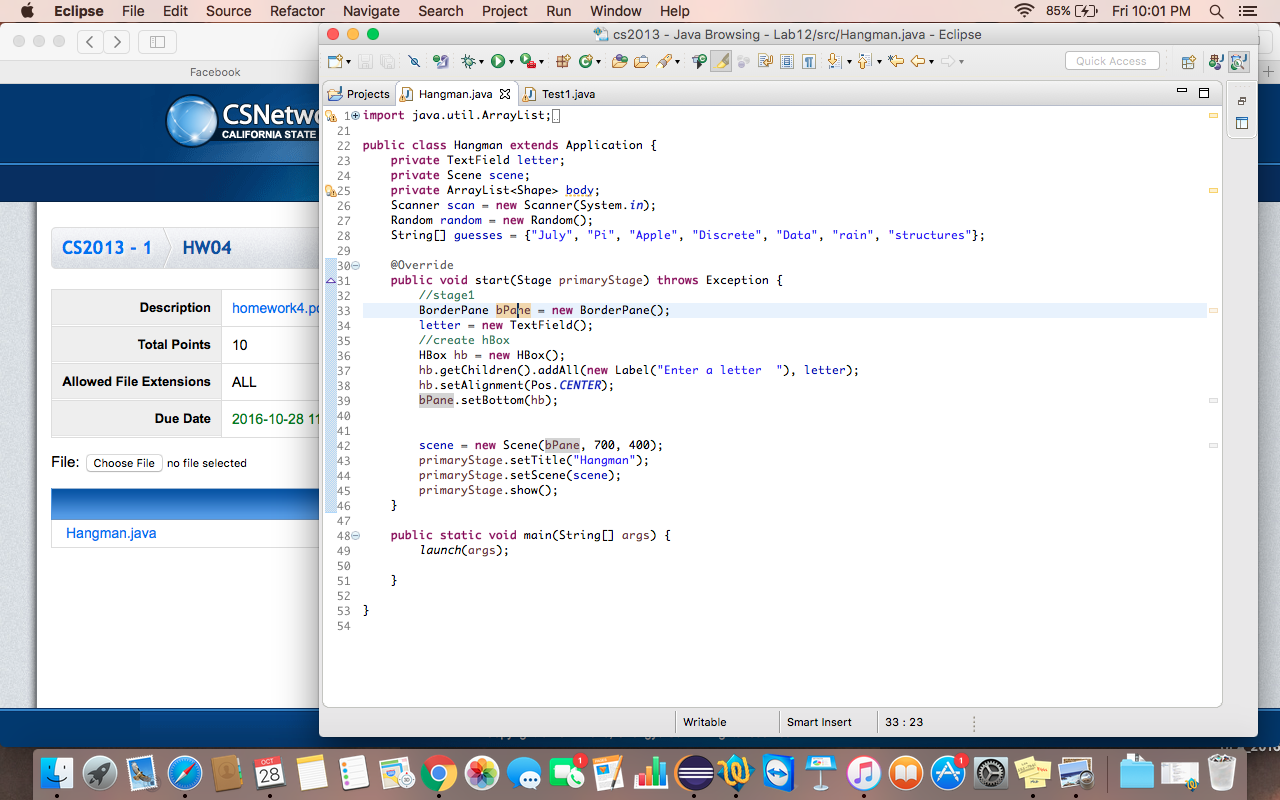 Eclipse File Edit Source Refactor Navigate Search Project Run Window Help 85% Fri 10:01 PM
cs2013 - Java Browsing - Lab12/src/Hangman.java - Eclipse
Quick Access
Facebook
CSNetwo
CALIFORNIA STATE
CS2013 - 1 HW04
Description homework4.pd
Total Points 10
Allowed File Extensions ALL
Due Date 2016-10-28 11
File: Choose File no file selected
Hangman.java
Projects Hangman.java Test1.java
1 import java.util.ArrayList;
21
22 public class Hangman extends Application {
23 private TextField letter;
24 private Scene scene;
25 private ArrayList<Shape> body;
26 Scanner scan = new Scanner(System.in);
27 Random random = new Random();
28 String[] guesses = {"July", "Pi", "Apple", "Discrete", "Data", "rain", "structures"};
29
30 @Override
31 public void start(Stage primaryStage) throws Exception {
32 //stage1
33 BorderPane bPane = new BorderPane();
34 letter = new TextField();
35 //create hBox
36 HBox hb = new HBox();
37 hb.getChildren().addAll(new Label("Enter a letter  "), letter);
38 hb.setAlignment(Pos.CENTER);
39 bPane.setBottom(hb);
40
41
42 scene = new Scene(bPane, 700, 400);
43 primaryStage.setTitle("Hangman");
44 primaryStage.setScene(scene);
45 primaryStage.show();
46 }
47
48 public static void main(String[] args) {
49 launch(args);
50
51 }
52
53 }
54
Writable Smart Insert 33 : 23
OCT
28
1
1